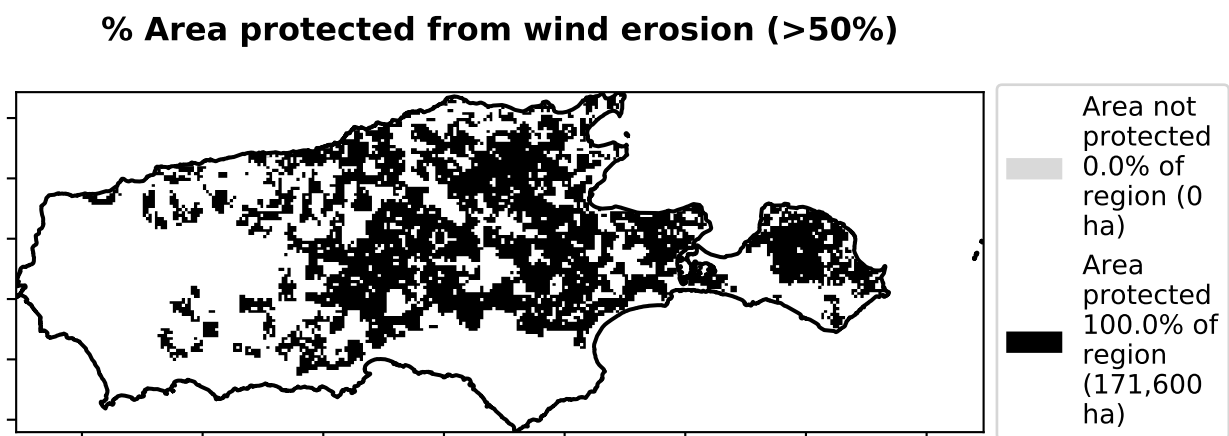 % Area protected from wind erosion (>50%)
Area not
protected
0.0% of
region (0
ha)
Area
protected
100.0% of
region
(171,600
ha)